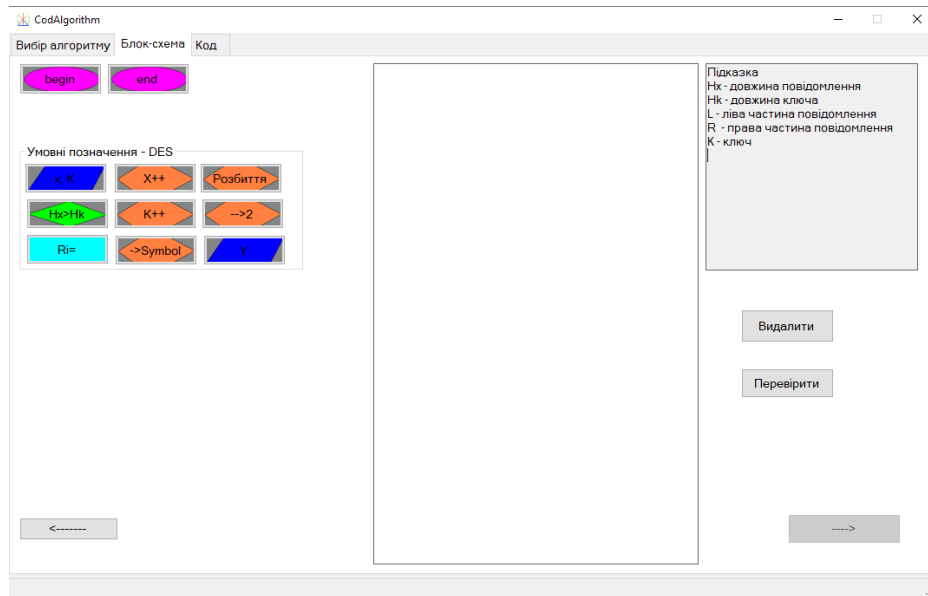 CodAlgorithm
Вибір алгоритму Блок-схема Код
begin end
Умовні позначення - DES
x, K X++ Розбиття
Hx>Hk K++ -->2
Ri= ->Symbol Y
Підказка
Hx - довжина повідомлення
Hk - довжина ключа
L - ліва частина повідомлення
R - права частина повідомлення
K - ключ
Видалити
Перевірити
<-------
---->